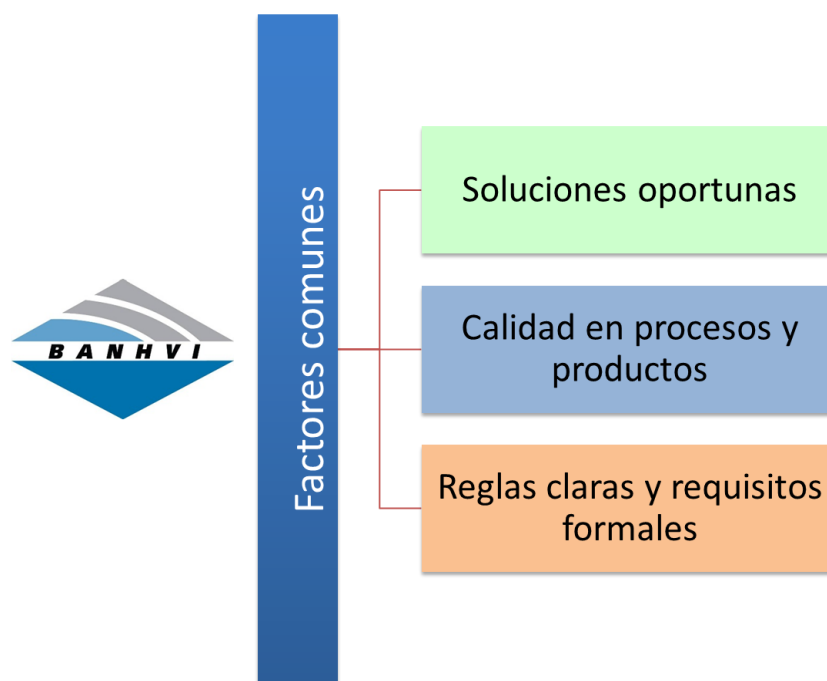 BANHVI
Factores comunes
Soluciones oportunas
Calidad en procesos y
productos
Reglas claras y requisitos
formales